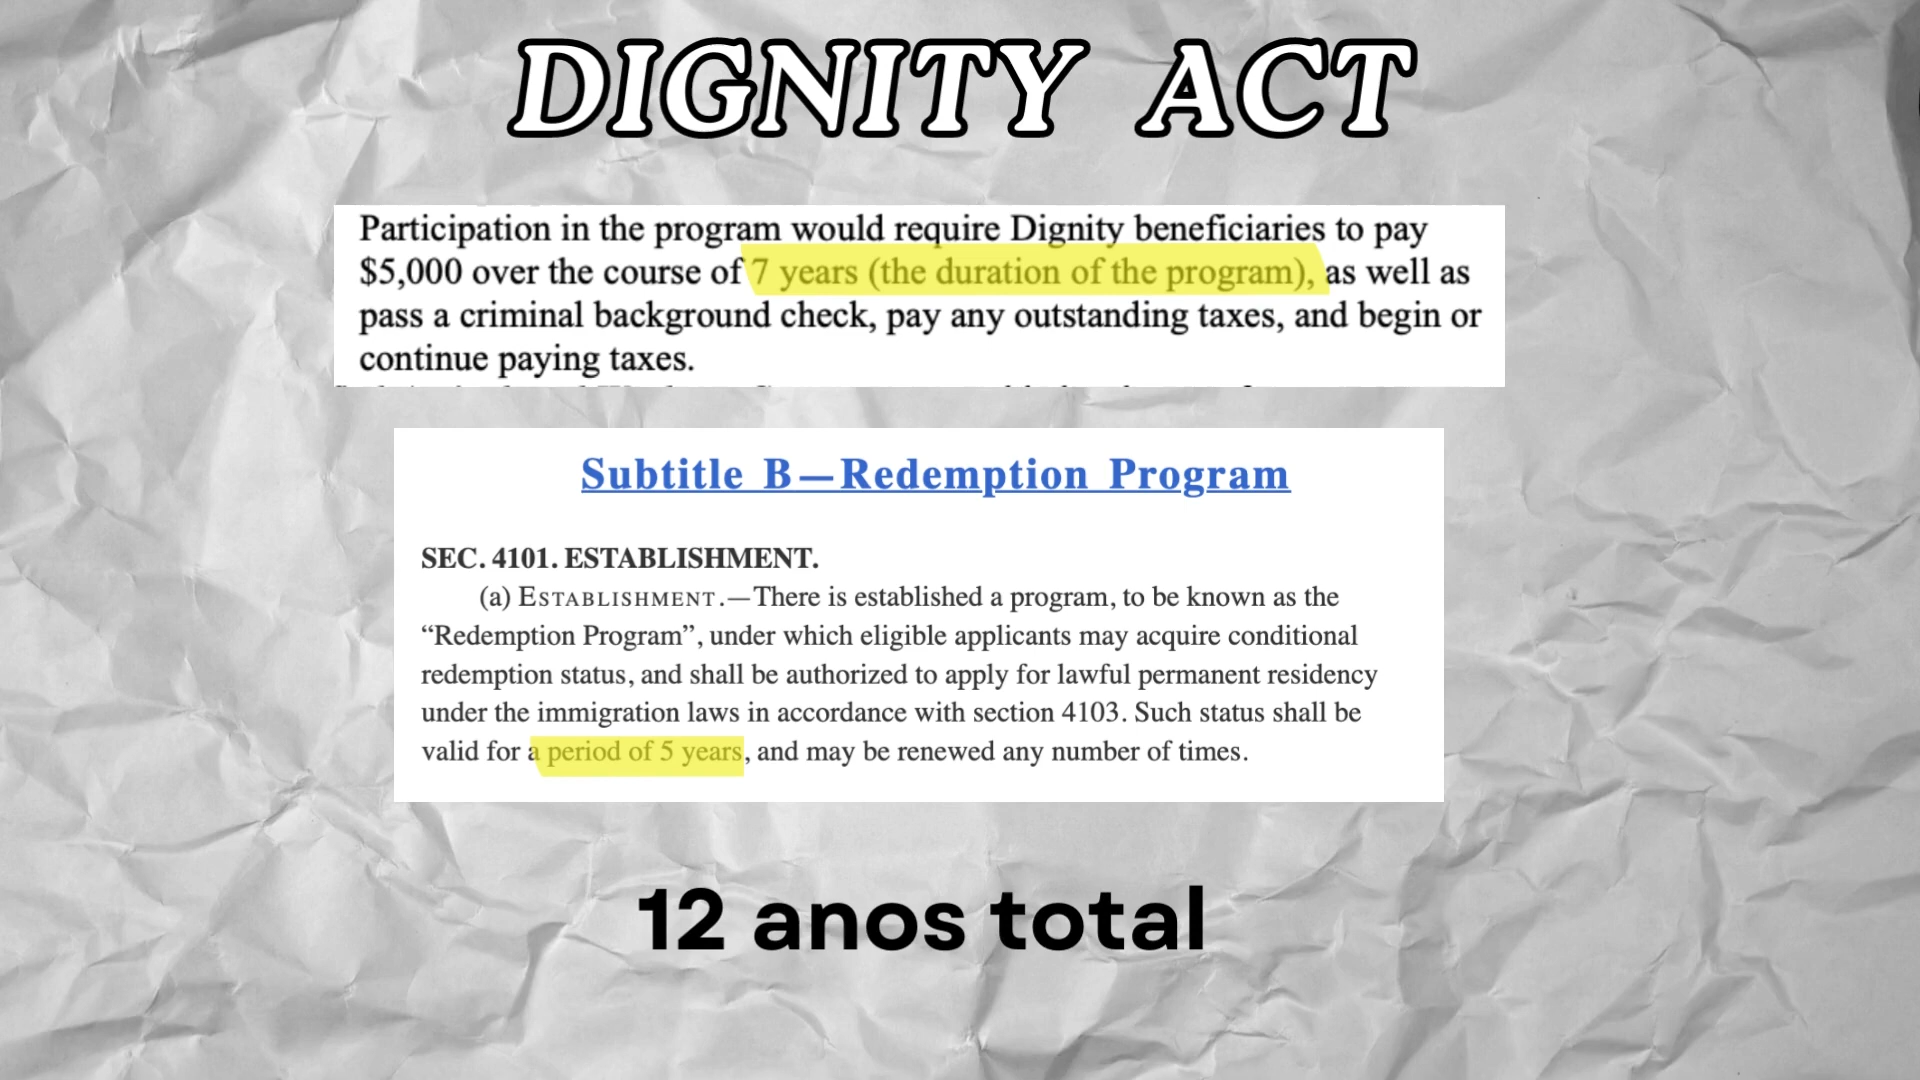 DIGNITY ACT
Participation in the program would require Dignity beneficiaries to pay
$5,000 over the course of 7 years (the duration of the program), as well as
pass a criminal background check, pay any outstanding taxes, and begin or
continue paying taxes.
Subtitle B—Redemption Program
SEC. 4101. ESTABLISHMENT.
(a) ESTABLISHMENT.—There is established a program, to be known as the
“Redemption Program”, under which eligible applicants may acquire conditional
redemption status, and shall be authorized to apply for lawful permanent residency
under the immigration laws in accordance with section 4103. Such status shall be
valid for a period of 5 years, and may be renewed any number of times.
12 anos total